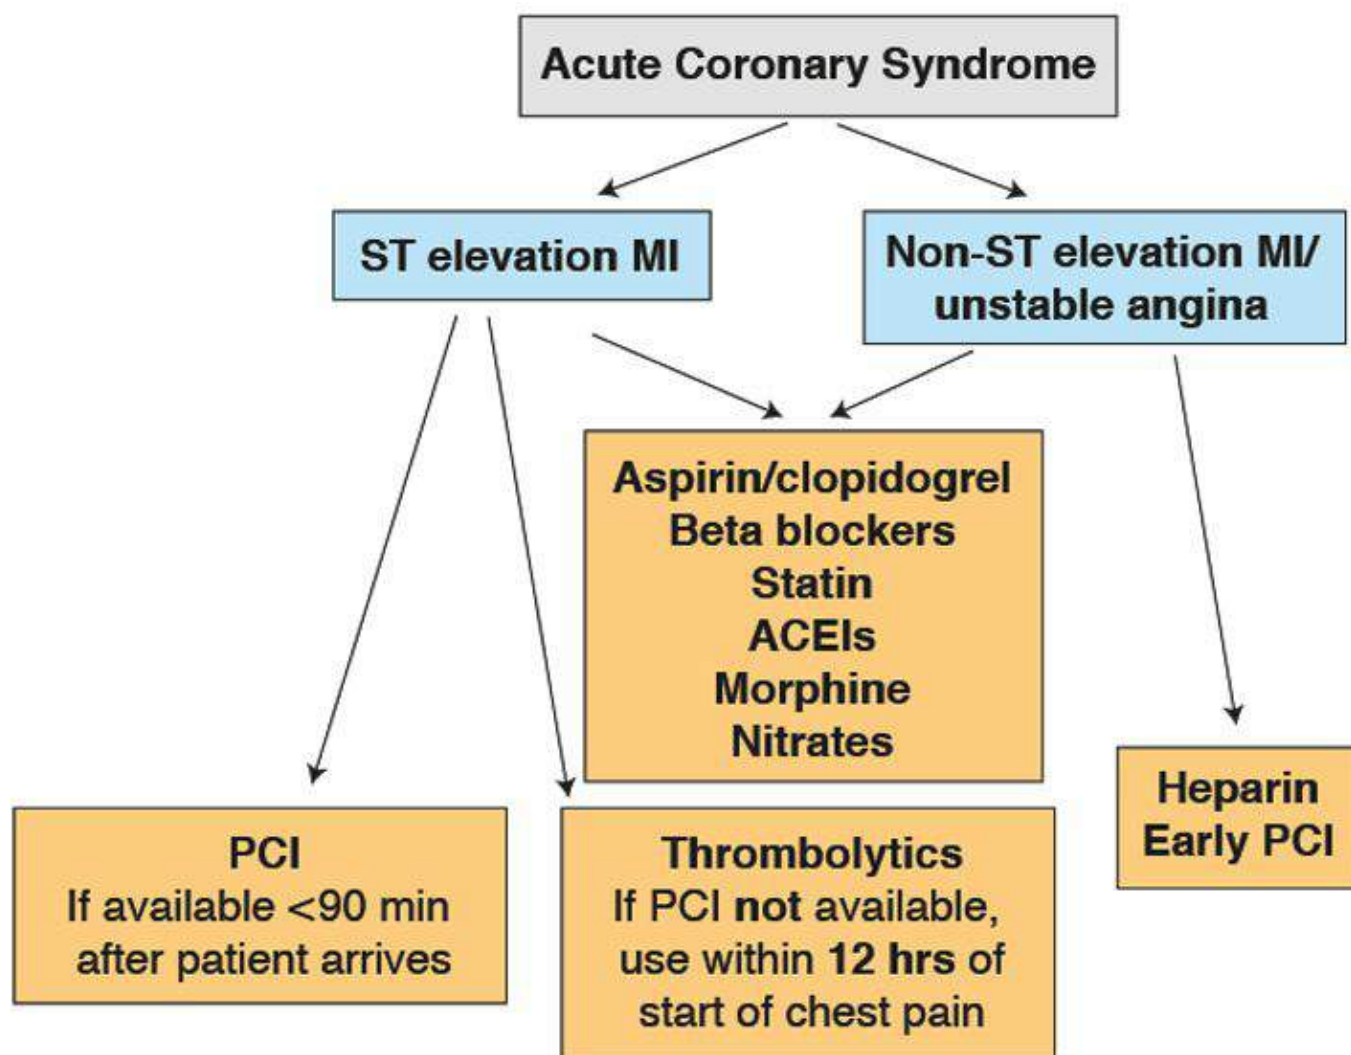 Acute Coronary Syndrome
ST elevation MI
Non-ST elevation MI/
unstable angina
Aspirin/clopidogrel
Beta blockers
Statin
ACEIs
Morphine
Nitrates
PCI
If available <90 min
after patient arrives
Thrombolytics
If PCI not available,
use within 12 hrs of
start of chest pain
Heparin
Early PCI